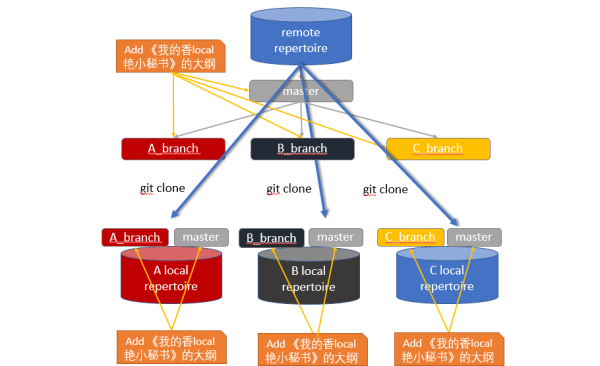 remote
repertoire
Add 《我的香local
艳小秘书》的大纲
master
A_branch
B_branch
C_branch
git clone
git clone
git clone
A_branch
master
B_branch
master
C_branch
master
A local
repertoire
B local
repertoire
C local
repertoire
Add 《我的香local
艳小秘书》的大纲
Add 《我的香local
艳小秘书》的大纲
Add 《我的香local
艳小秘书》的大纲